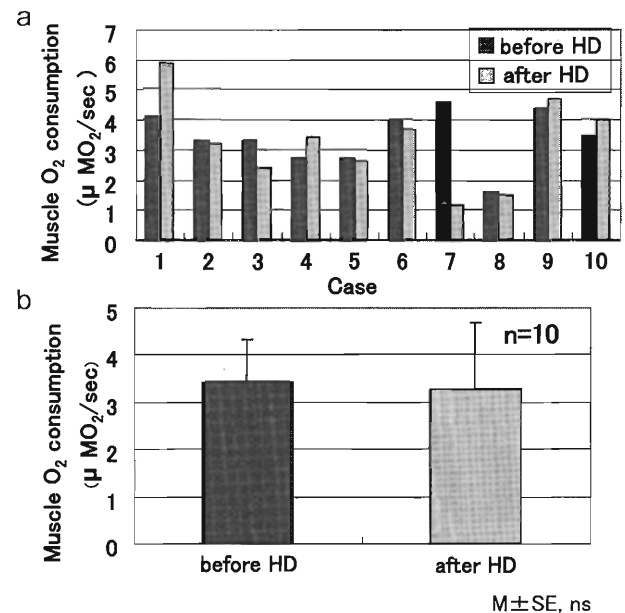 a
Muscle O₂ consumption
(μ MO₂/sec)
7
6
5
4
3
2
1
0
before HD
after HD
1 2 3 4 5 6 7 8 9 10
Case
b
Muscle O₂ consumption
(μ MO₂/sec)
5
4
3
2
1
0
n=10
before HD after HD
M±SE, ns